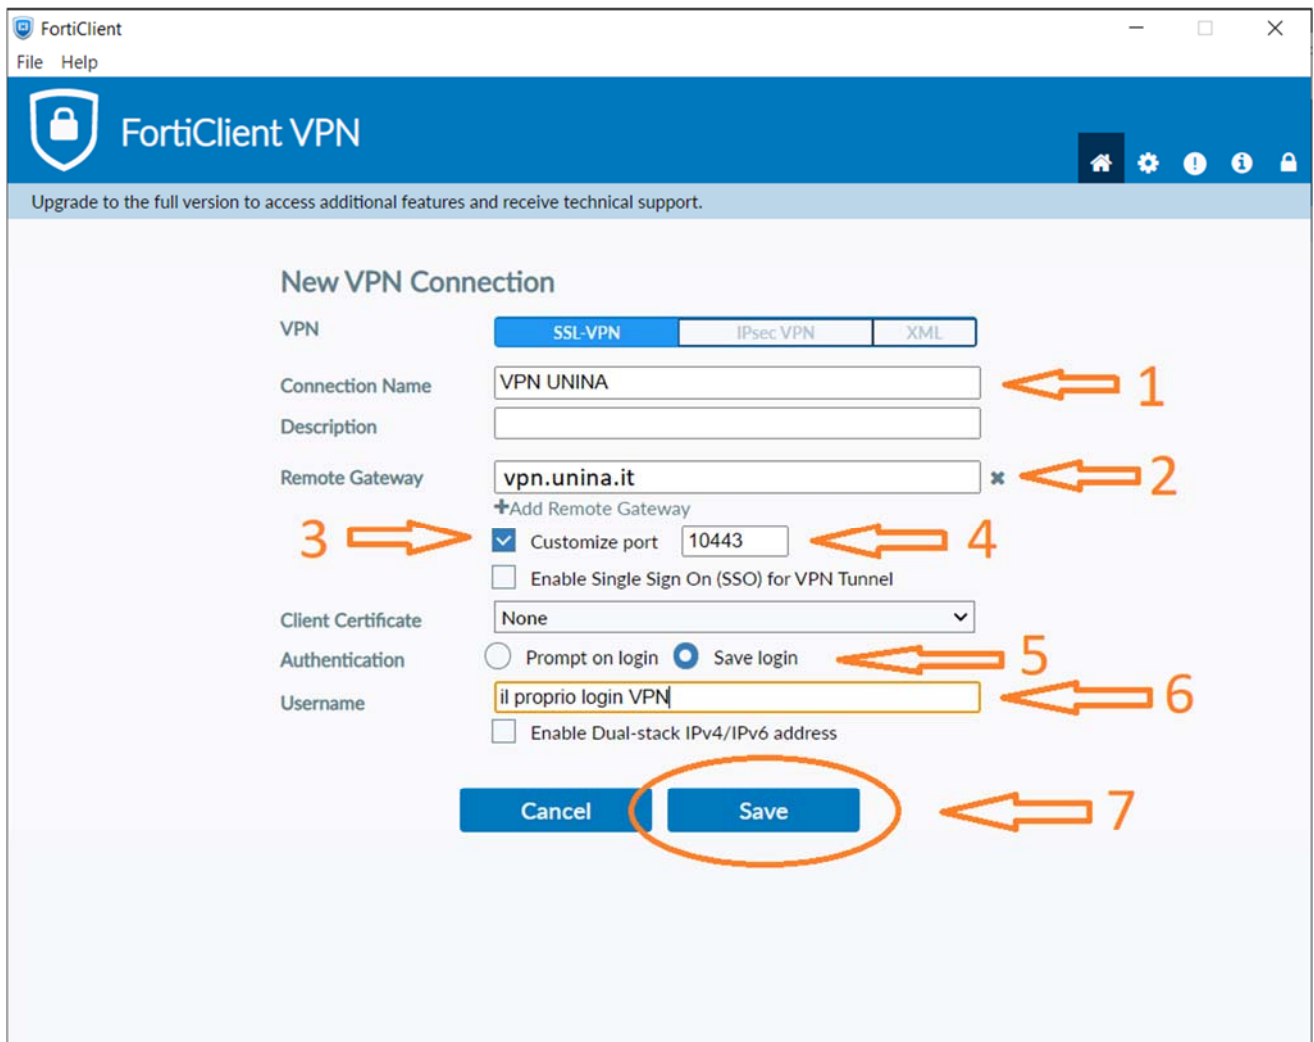 FortiClient
File Help
FortiClient VPN
Upgrade to the full version to access additional features and receive technical support.
New VPN Connection
VPN SSL-VPN IPsec VPN XML
Connection Name VPN UNINA 1
Description
Remote Gateway vpn.unina.it 2
+Add Remote Gateway
3 Customize port 10443 4
Enable Single Sign On (SSO) for VPN Tunnel
Client Certificate None
Authentication Prompt on login Save login 5
Username il proprio login VPN 6
Enable Dual-stack IPv4/IPv6 address
Cancel Save 7